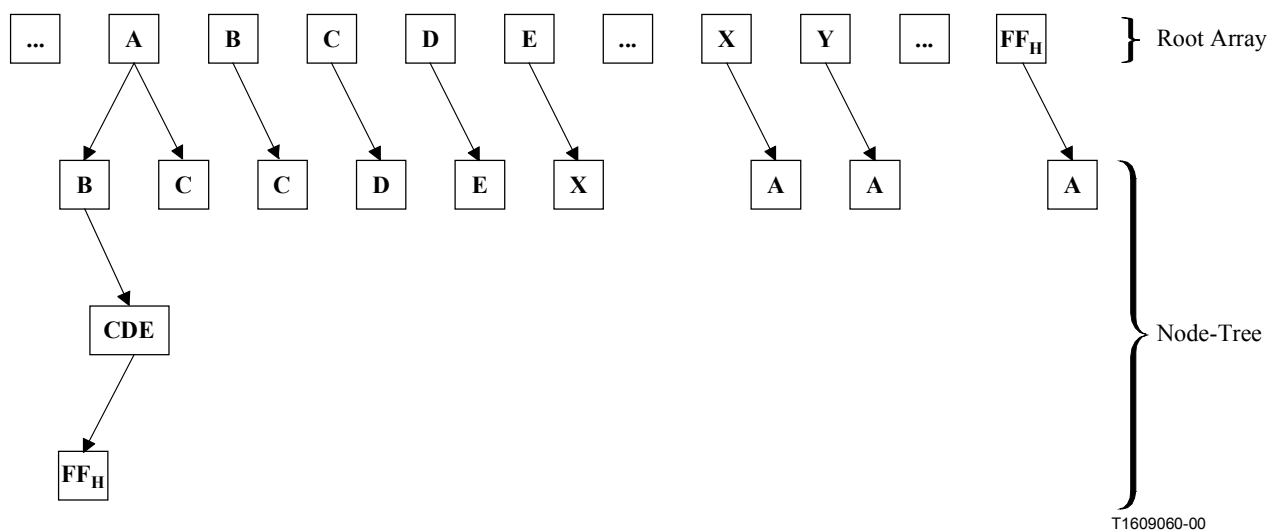 ... A B C D E ... X Y ... FF_H Root Array
B C C D E X A A A
CDE
Node-Tree
FF_H
T1609060-00